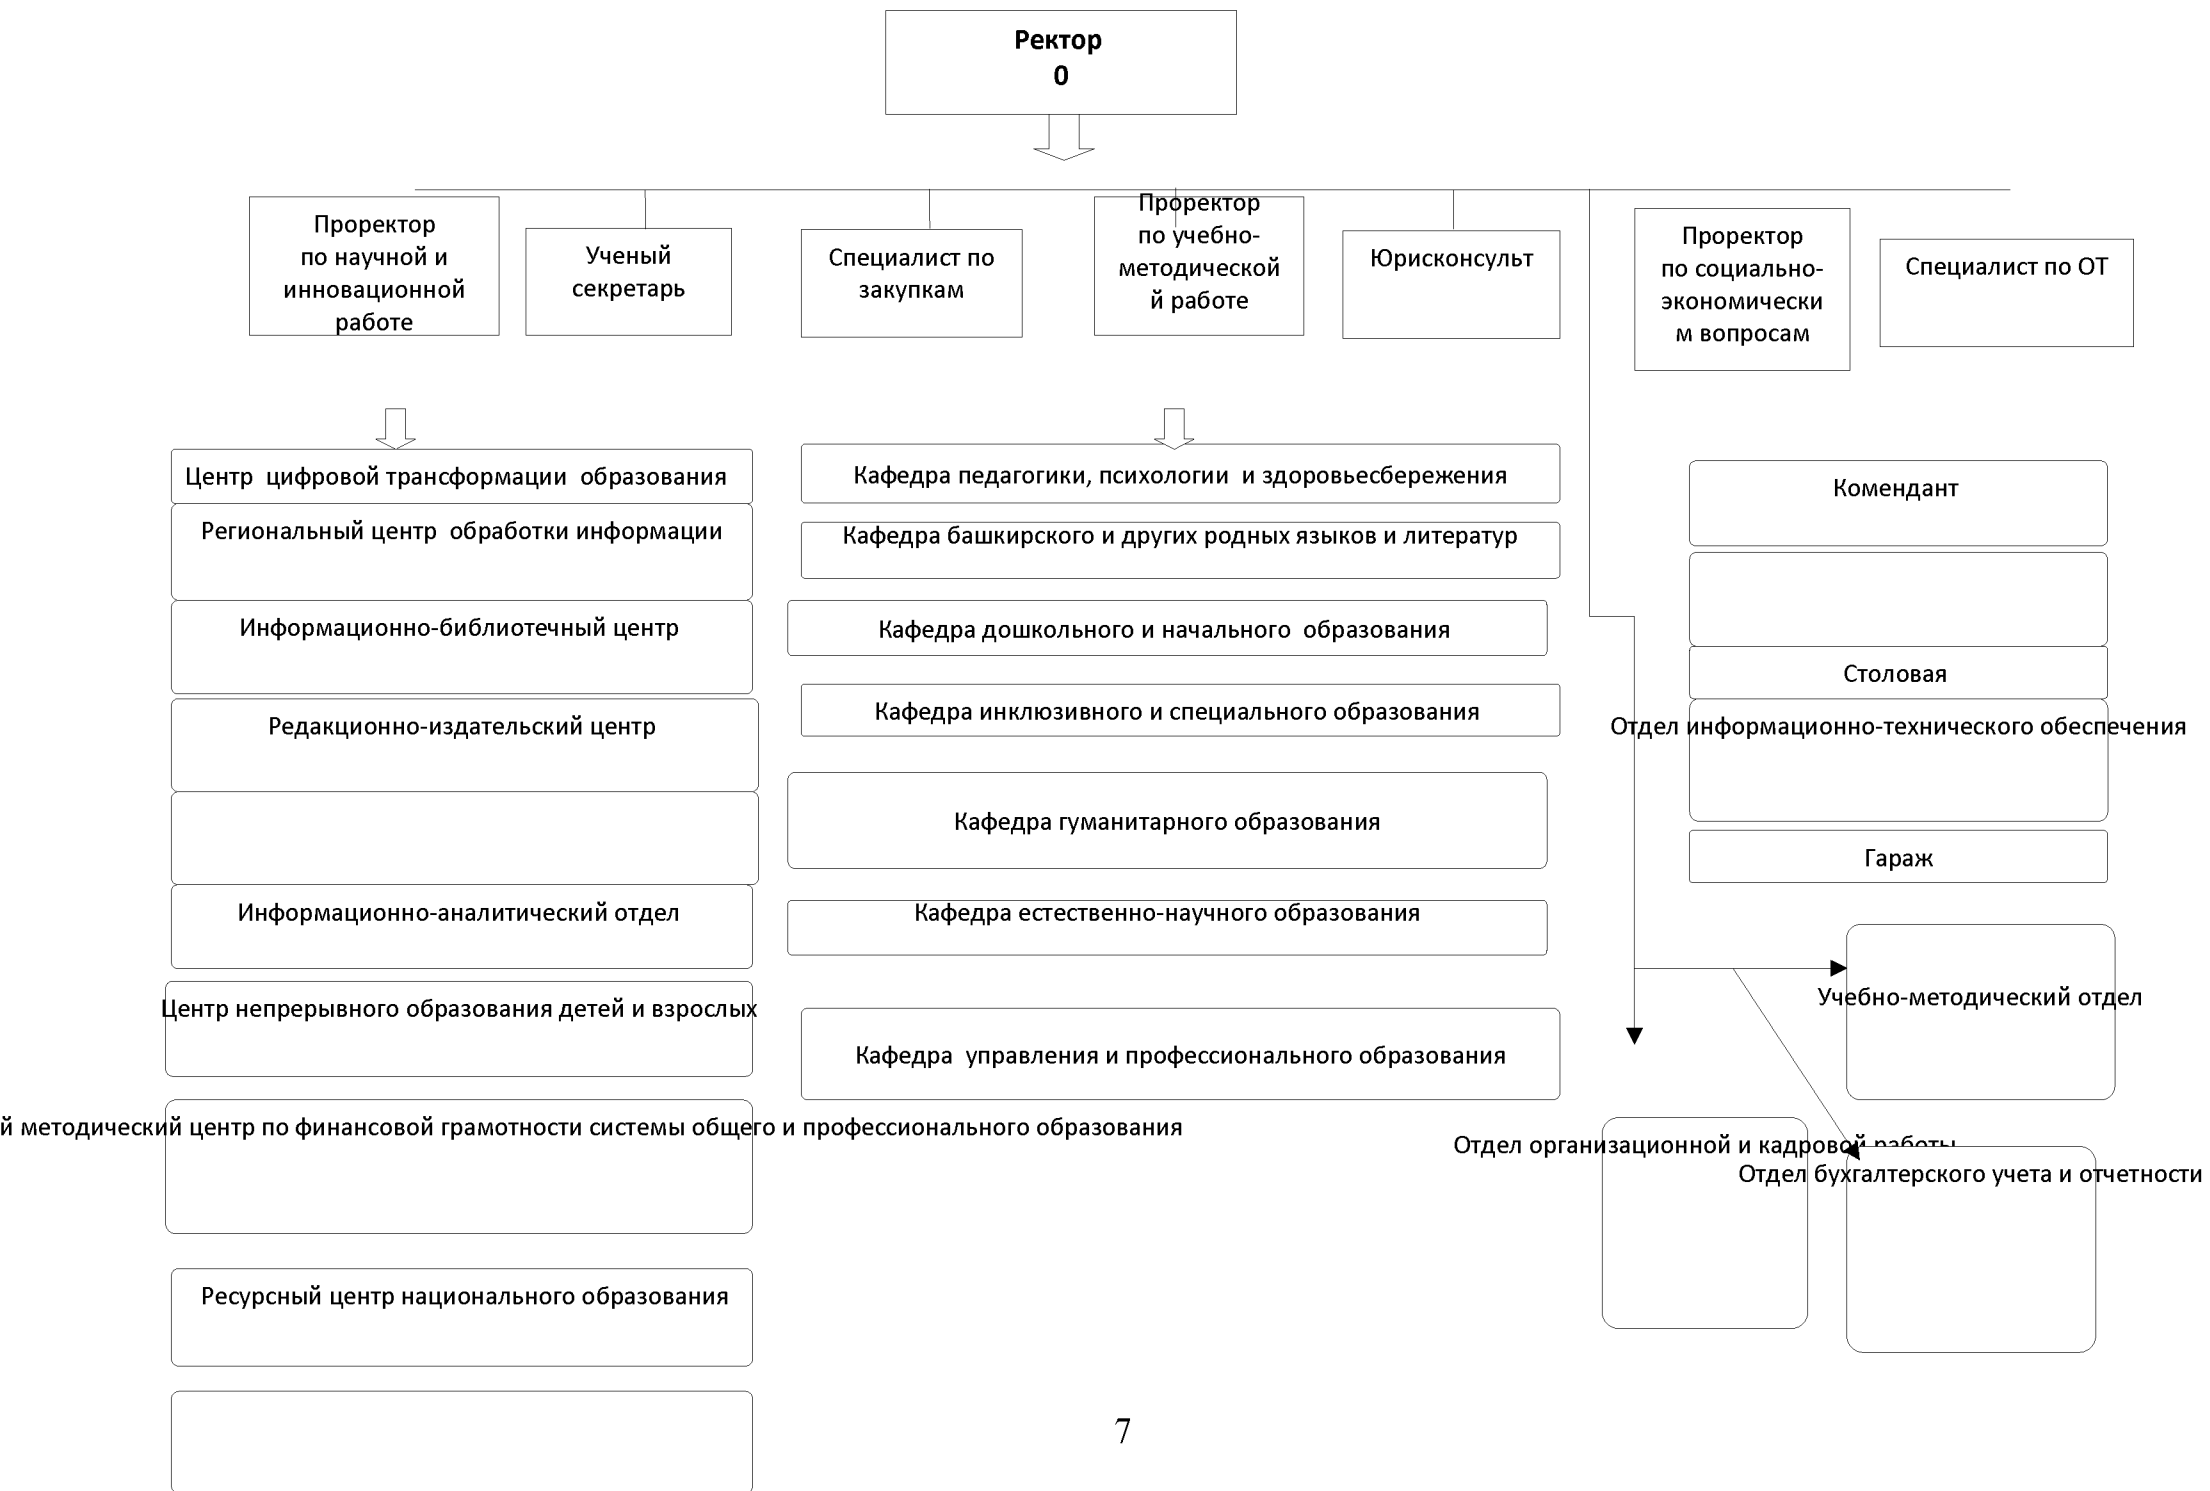 Ректор
0
Проректор
по научной и
инновационной
работе
Ученый
секретарь
Специалист по
закупкам
Проректор
по учебно-
методической
й работе
Юрисконсульт
Проректор
по социально-
экономически
м вопросам
Специалист по ОТ
Центр цифровой трансформации образования
Региональный центр обработки информации
Информационно-библиотечный центр
Редакционно-издательский центр
Информационно-аналитический отдел
Центр непрерывного образования детей и взрослых
й методический центр по финансовой грамотности системы общего и профессионального образования
Ресурсный центр национального образования
Кафедра педагогики, психологии и здоровьесбережения
Кафедра башкирского и других родных языков и литератур
Кафедра дошкольного и начального образования
Кафедра инклюзивного и специального образования
Кафедра гуманитарного образования
Кафедра естественно-научного образования
Кафедра управления и профессионального образования
Комендант
Столовая
Отдел информационно-технического обеспечения
Гараж
Учебно-методический отдел
Отдел организационной и кадровой работы
Отдел бухгалтерского учета и отчетности
7